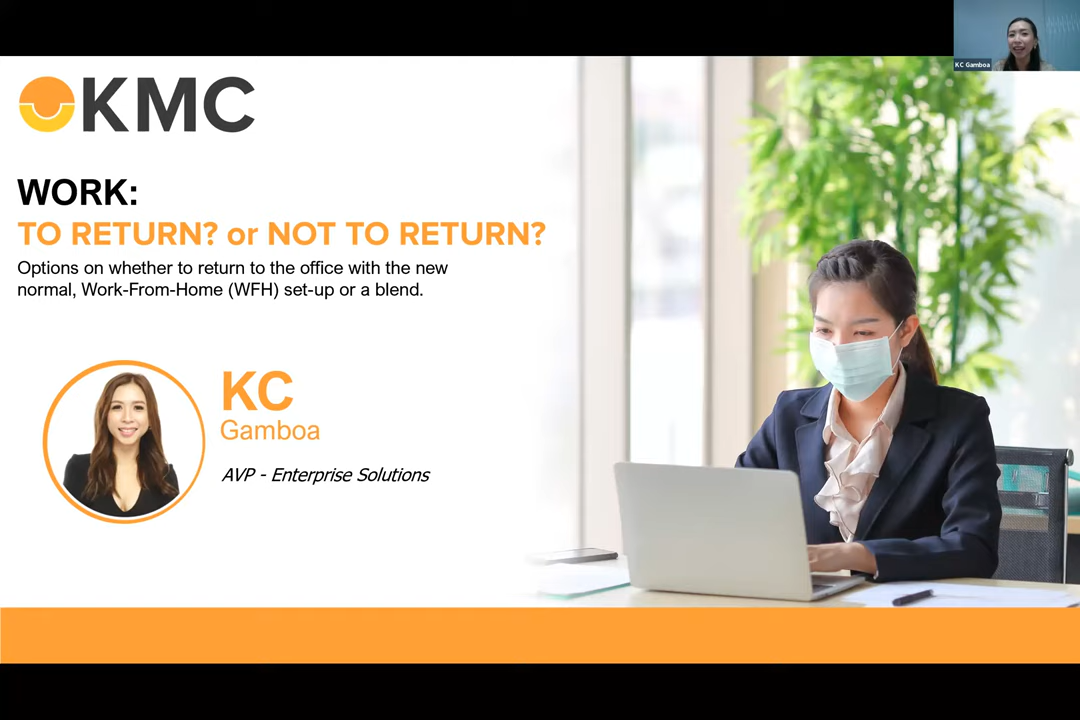 KC Gamboa
KMC
WORK:
TO RETURN? or NOT TO RETURN?
Options on whether to return to the office with the new
normal, Work-From-Home (WFH) set-up or a blend.
KC
Gamboa
AVP - Enterprise Solutions